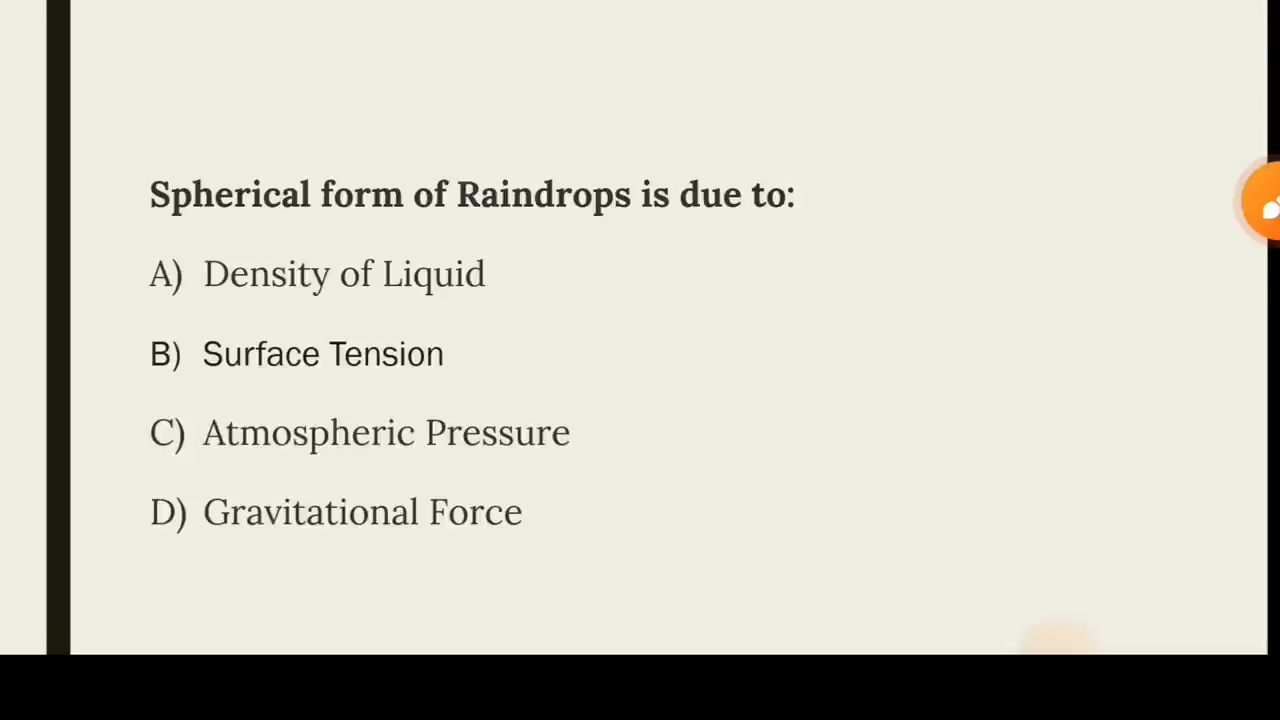 Spherical form of Raindrops is due to:
A) Density of Liquid
B) Surface Tension
C) Atmospheric Pressure
D) Gravitational Force